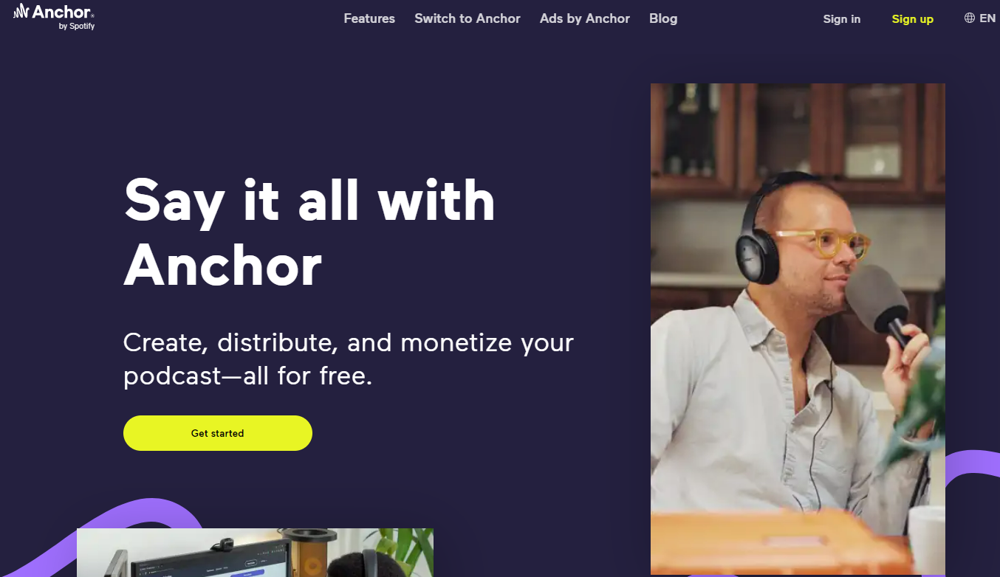 Anchor®
by Spotify
Features Switch to Anchor Ads by Anchor Blog
Sign in Sign up EN
Say it all with
Anchor
Create, distribute, and monetize your
podcast—all for free.
Get started